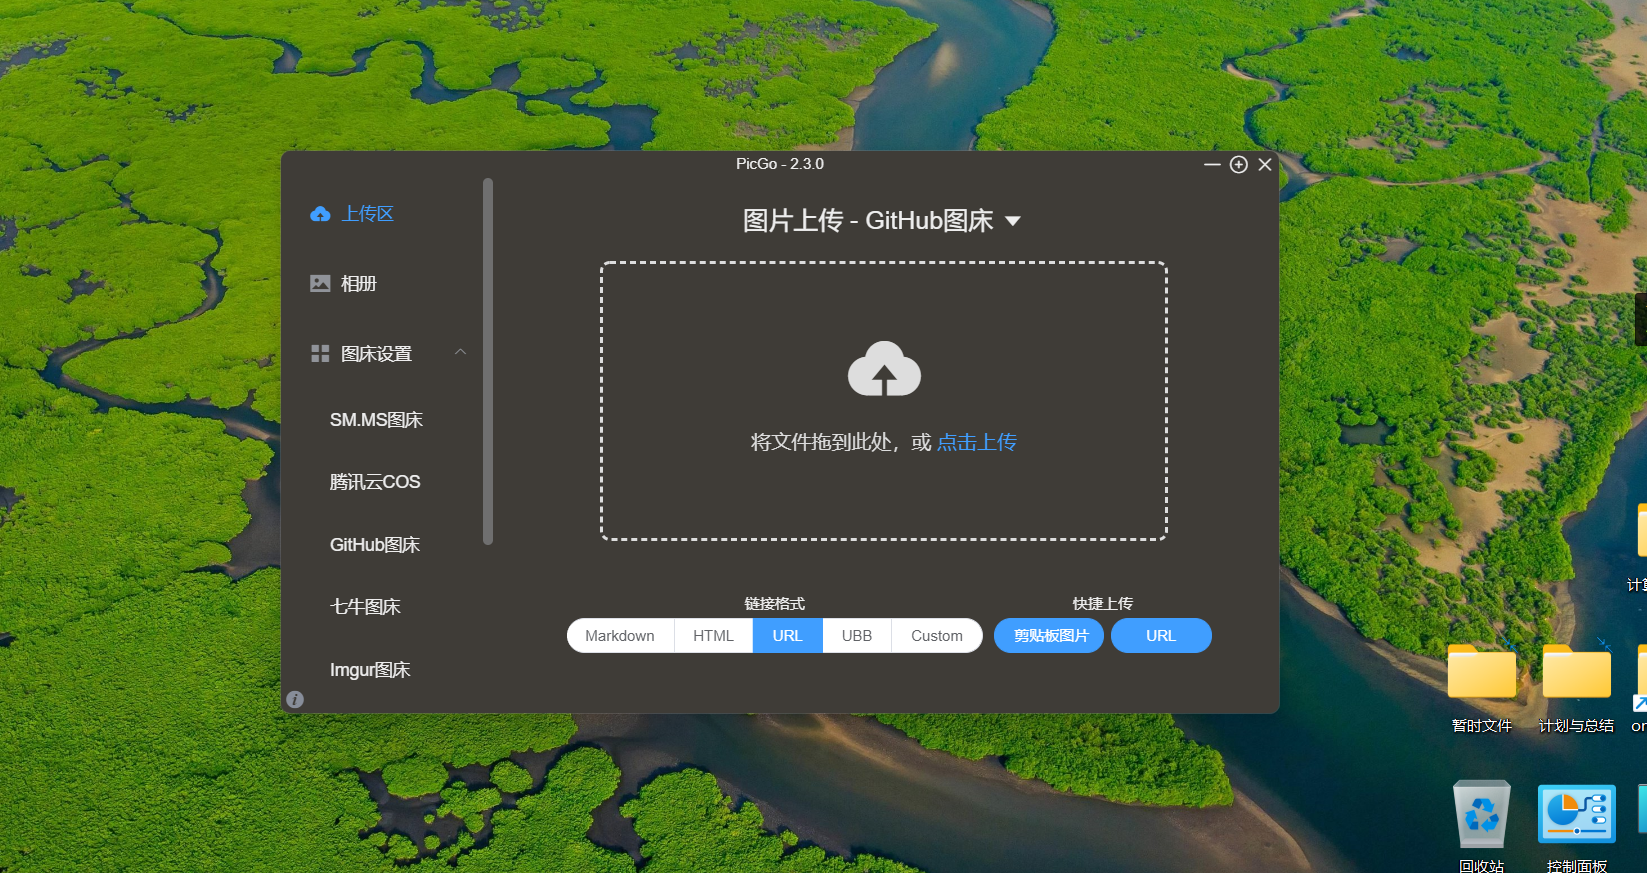 PicGo - 2.3.0
上传区
相册
图床设置
SM.MS图床
腾讯云COS
GitHub图床
七牛图床
Imgur图床
图片上传 - GitHub图床
将文件拖到此处，或 点击上传
链接格式
Markdown HTML URL UBB Custom
快捷上传
剪贴板图片 URL
暂时文件
计划与总结
回收站
控制面板